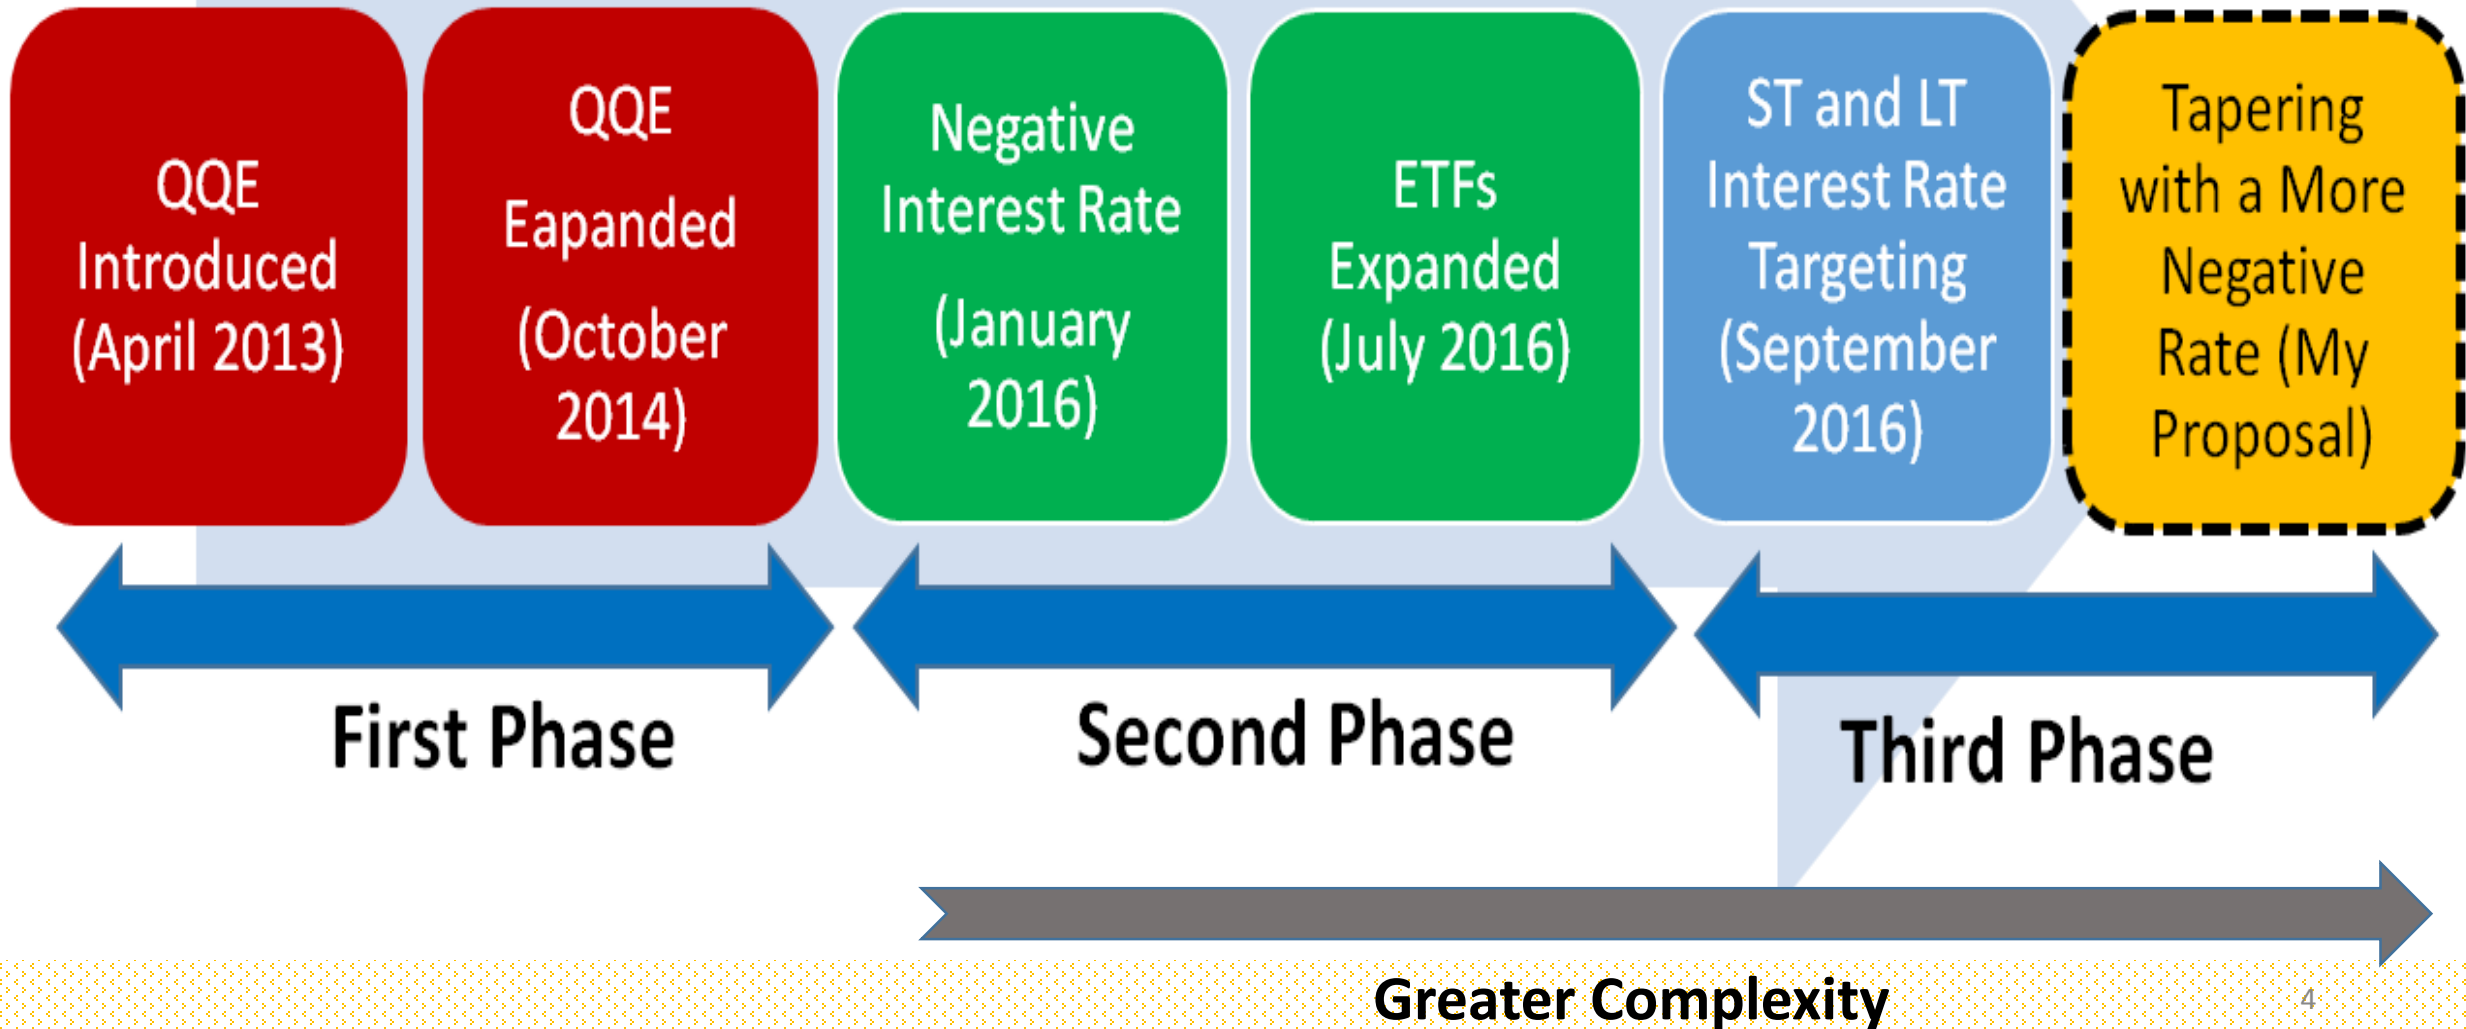 QQE
Introduced
(April 2013)
QQE
Eapanded
(October
2014)
Negative
Interest Rate
(January
2016)
ETFs
Expanded
(July 2016)
ST and LT
Interest Rate
Targeting
(September
2016)
Tapering
with a More
Negative
Rate (My
Proposal)
First Phase
Second Phase
Third Phase
Greater Complexity
4